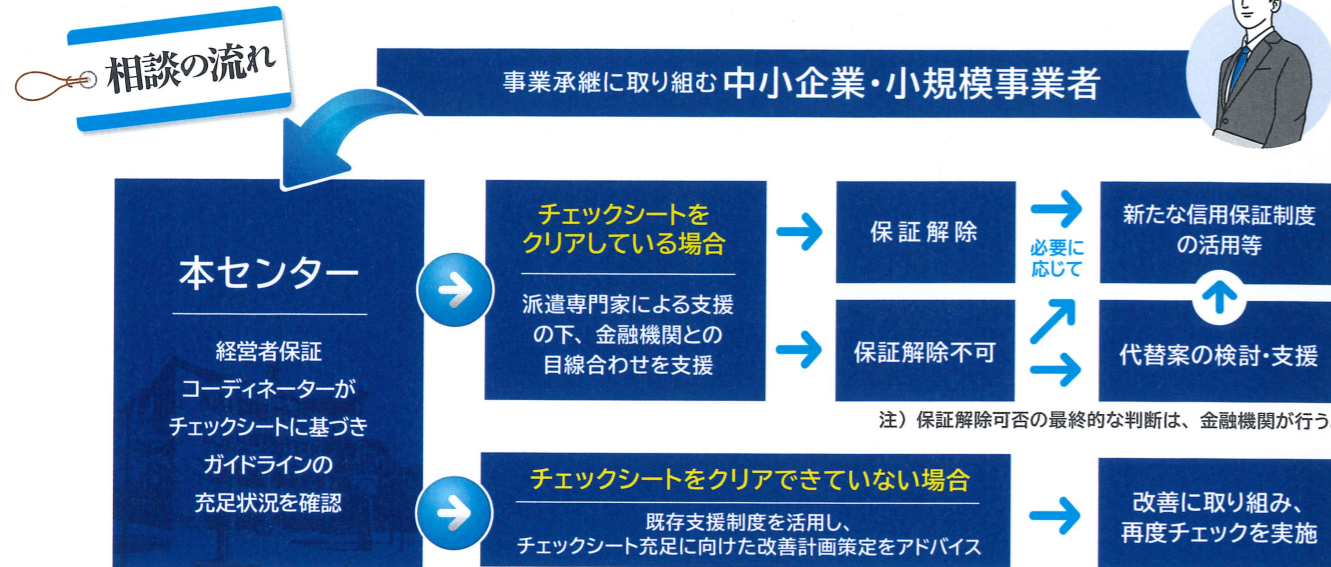 相談の流れ
事業承継に取り組む中小企業・小規模事業者
本センター
経営者保証
コーディネーターが
チェックシートに基づき
ガイドラインの
充足状況を確認
チェックシートを
クリアしている場合
派遣専門家による支援
の下、金融機関との
目線合わせを支援
保証解除
保証解除不可
必要に
応じて
新たな信用保証制度
の活用等
代替案の検討・支援
注）保証解除可否の最終的な判断は、金融機関が行う
チェックシートをクリアできていない場合
既存支援制度を活用し、
チェックシート充足に向けた改善計画策定をアドバイス
改善に取り組み、
再度チェックを実施